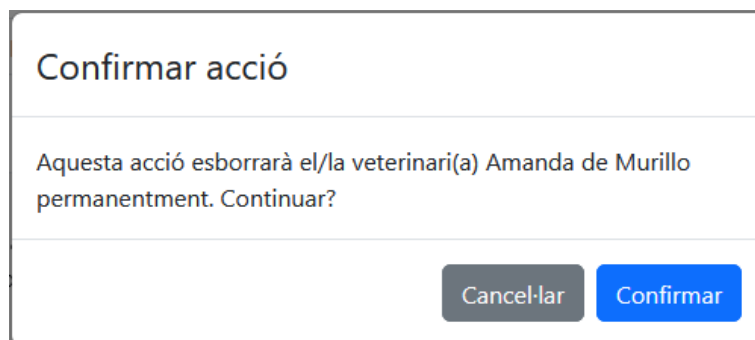 Confirmar acció
Aquesta acció esborrarà el/la veterinari(a) Amanda de Murillo
permanentment. Continuar?
Cancel·lar
Confirmar